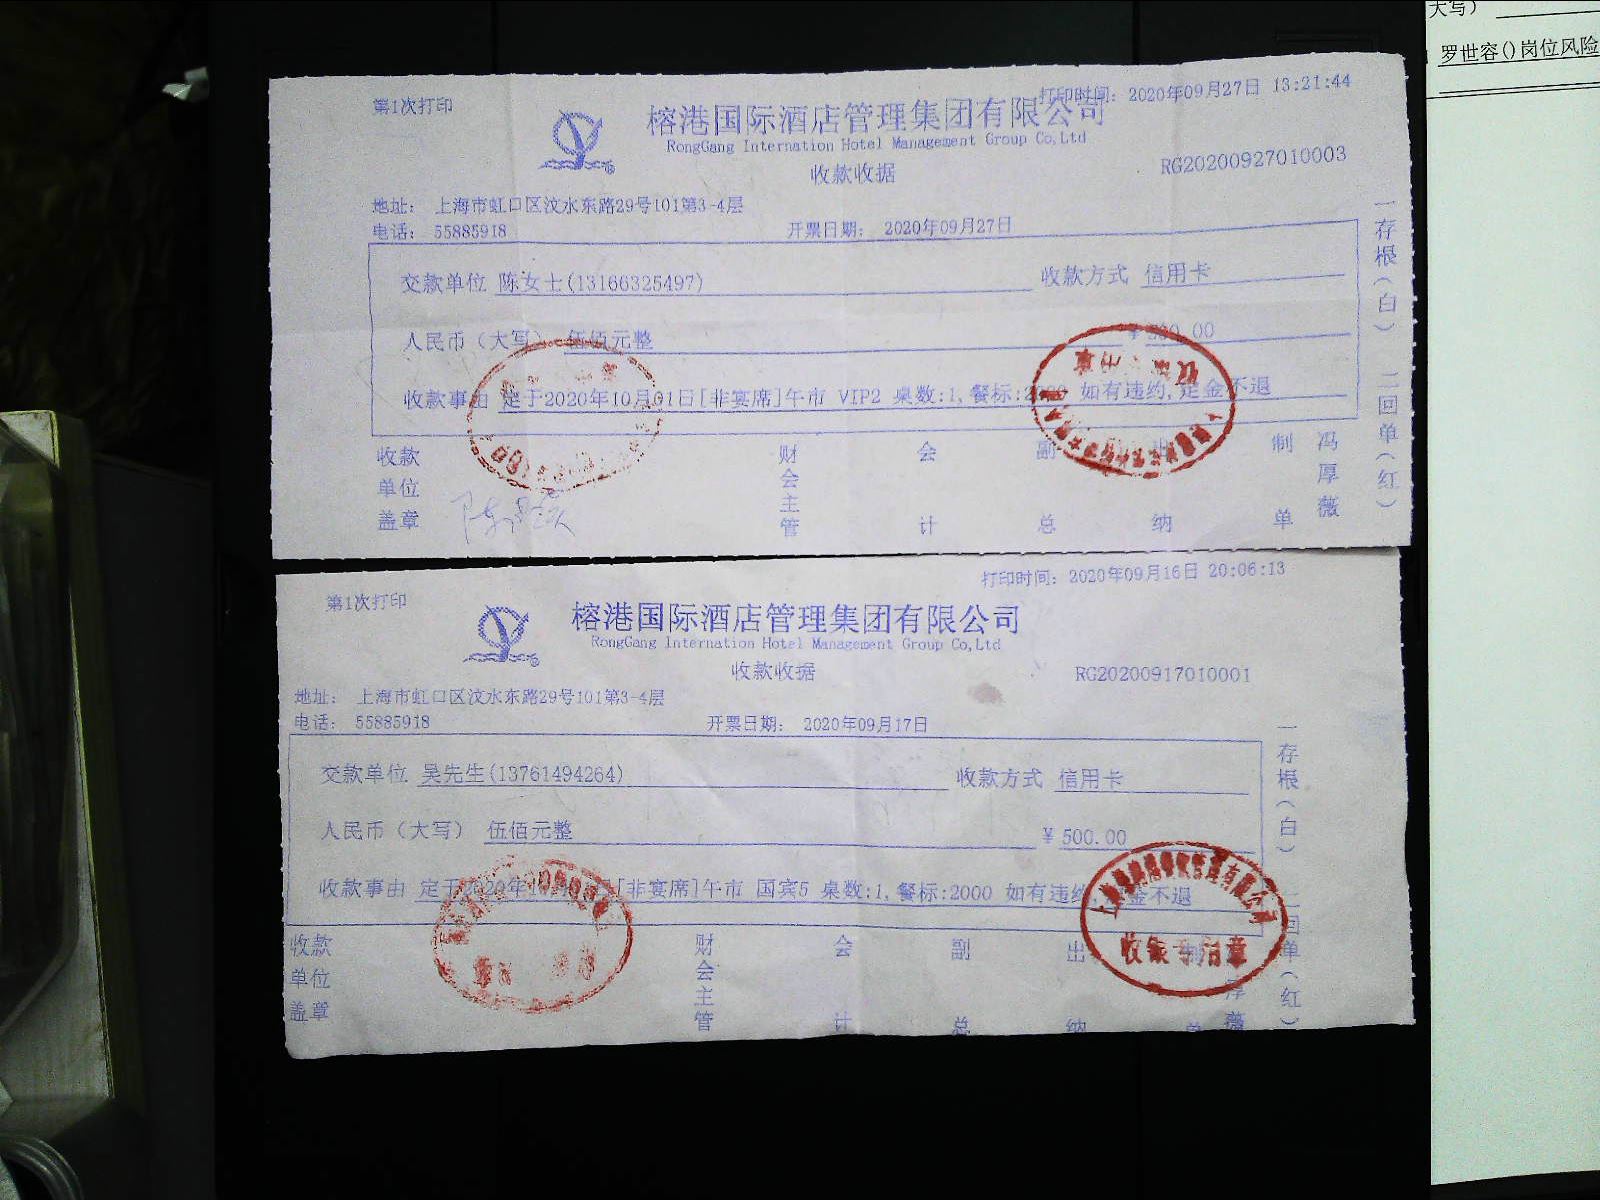 大写）
罗世容()岗位风险
第1次打印
打印时间: 2020年09月27日 13:21:44
榕港国际酒店管理集团有限公司
RongGang Internation Hotel Management Group Co,Ltd
收款收据
RG20200927010003
地址: 上海市虹口区汶水东路29号101第3-4层
电话: 55885918
开票日期: 2020年09月27日
交款单位 陈女士(13166325497) 收款方式 信用卡
人民币（大写） 伍佰元整 ¥ 500.00
收款事由 定于2020年10月01日[非宴席]午市 VIP2 桌数:1,餐标:2000 如有违约,定金不退
收款单位盖章 财会主管 会计 副总 出纳 制单 冯厚薇
一存根（白） 二回单（红）
第1次打印
打印时间: 2020年09月16日 20:06:13
榕港国际酒店管理集团有限公司
RongGang Internation Hotel Management Group Co,Ltd
收款收据
RG20200917010001
地址: 上海市虹口区汶水东路29号101第3-4层
电话: 55885918
开票日期: 2020年09月17日
交款单位 吴先生(13761494264) 收款方式 信用卡
人民币（大写） 伍佰元整 ¥ 500.00
收款事由 定于2020年 [非宴席]午市 国宾5 桌数:1,餐标:2000 如有违约, 金不退
收款单位盖章 财会主管 会计 副总 出纳 单 厚薇
一存根（白） 二回单（红）
收银专用章